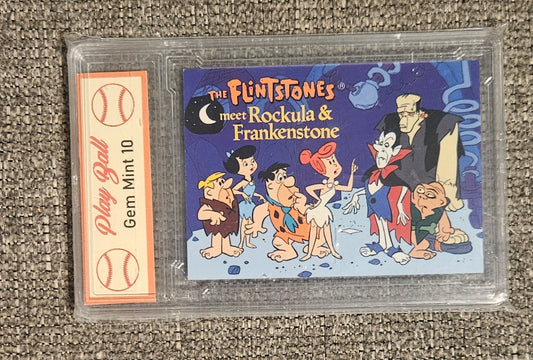 Play Ball
Gem Mint 10
THE FLINTSTONES®
meet Rockula &
Frankenstone